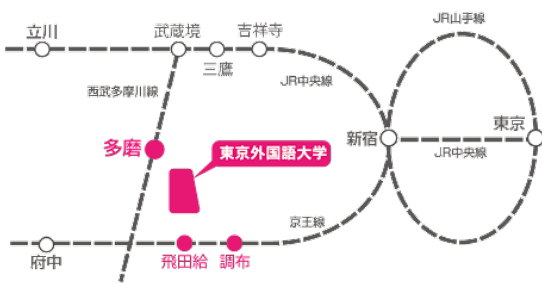 JR山手線
立川
武蔵境
吉祥寺
三鷹
JR中央線
西武多摩川線
東京
新宿
多磨
東京外国語大学
JR中央線
京王線
府中
飛田給
調布